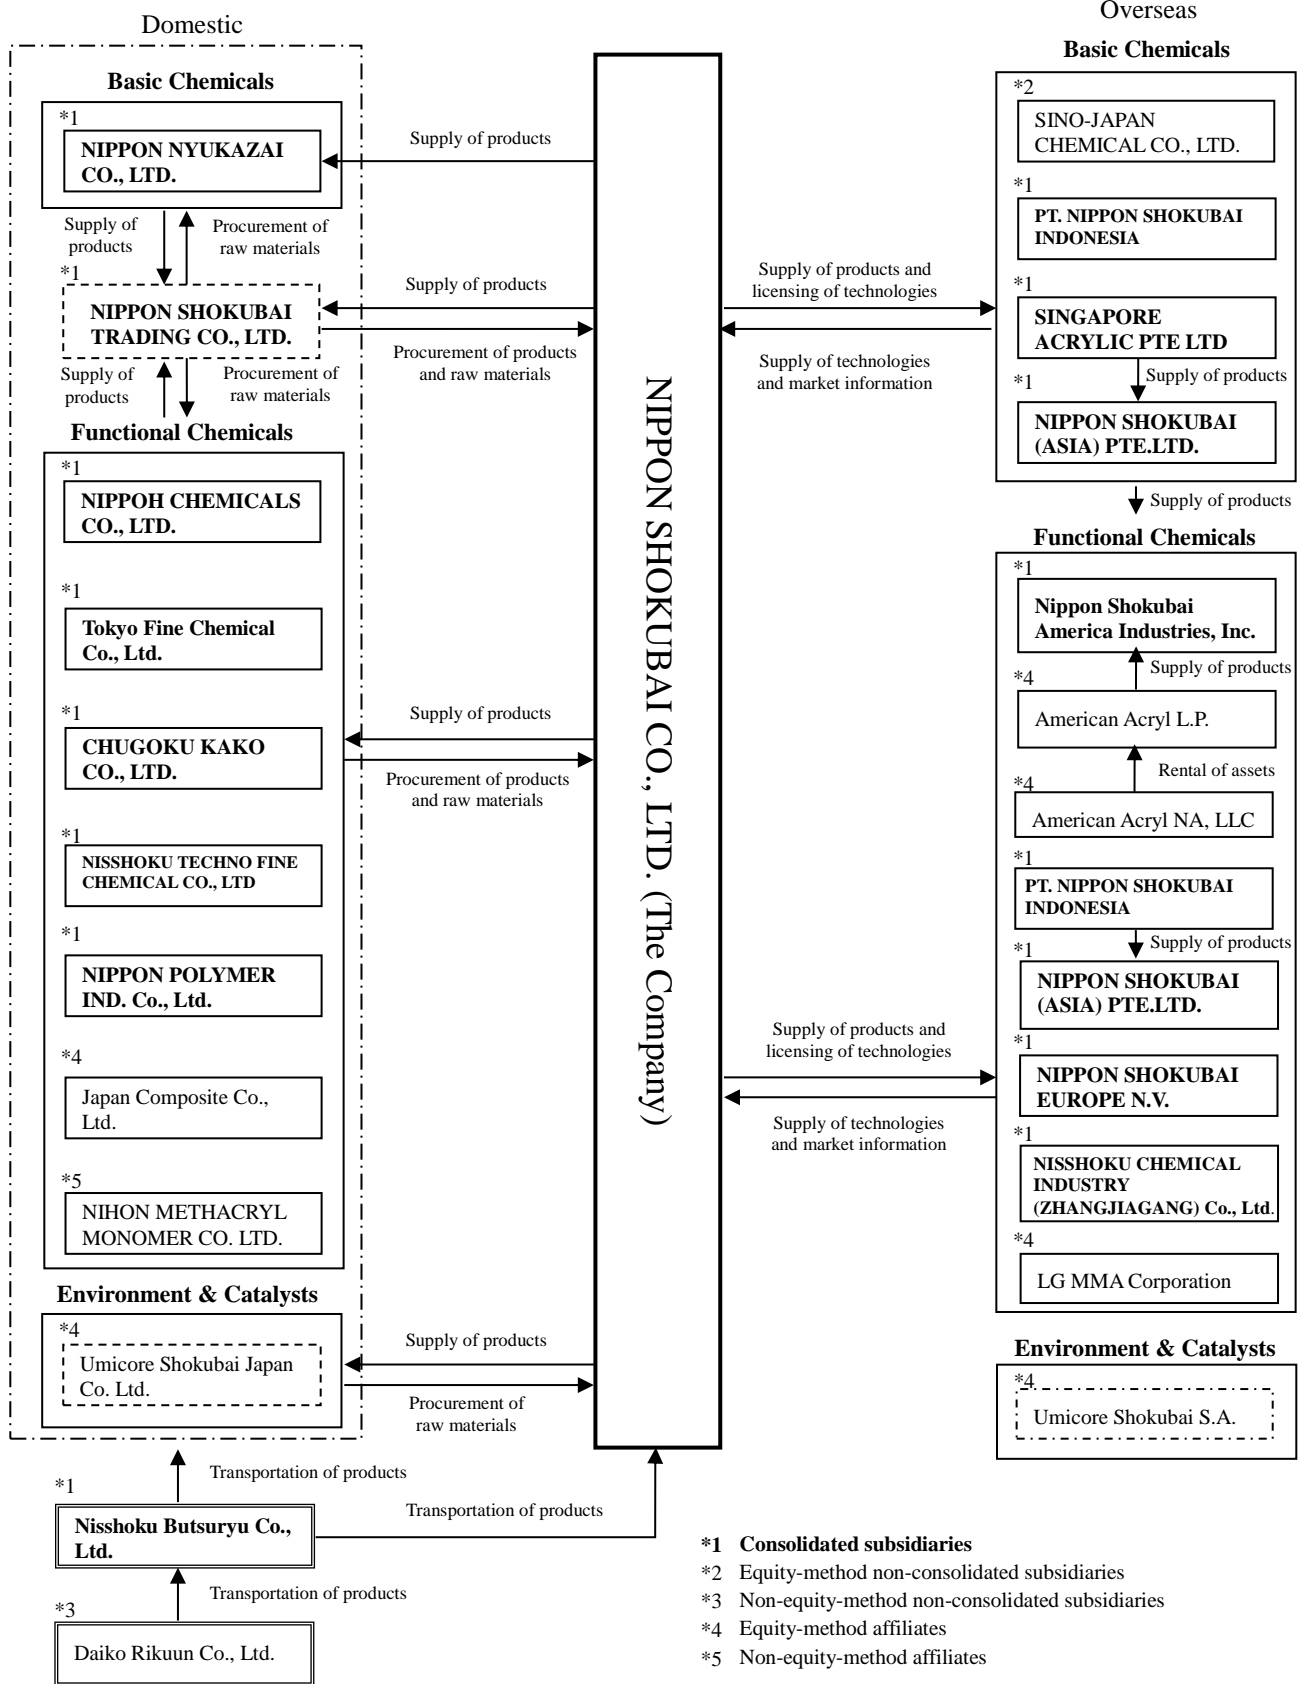 Domestic
Basic Chemicals
*1
NIPPON NYUKAZAI
CO., LTD.
Supply of
products
Procurement of
raw materials
*1
NIPPON SHOKUBAI
TRADING CO., LTD.
Supply of
products
Procurement of
raw materials
Functional Chemicals
*1
NIPPOH CHEMICALS
CO., LTD.
*1
Tokyo Fine Chemical
Co., Ltd.
*1
CHUGOKU KAKO
CO., LTD.
*1
NISSHOKU TECHNO FINE
CHEMICAL CO., LTD
*1
NIPPON POLYMER
IND. Co., Ltd.
*4
Japan Composite Co.,
Ltd.
*5
NIHON METHACRYL
MONOMER CO. LTD.
Environment & Catalysts
*4
Umicore Shokubai Japan
Co. Ltd.
Transportation of products
*1
Nisshoku Butsuryu Co.,
Ltd.
Transportation of products
*3
Daiko Rikuun Co., Ltd.
Supply of products
Supply of products
Procurement of products
and raw materials
Supply of products
Procurement of products
and raw materials
Supply of products
Procurement of
raw materials
Transportation of products
NIPPON SHOKUBAI CO., LTD. (The Company)
Supply of products and
licensing of technologies
Supply of technologies
and market information
Supply of products and
licensing of technologies
Supply of technologies
and market information
Overseas
Basic Chemicals
*2
SINO-JAPAN
CHEMICAL CO., LTD.
*1
PT. NIPPON SHOKUBAI
INDONESIA
*1
SINGAPORE
ACRYLIC PTE LTD
Supply of products
*1
NIPPON SHOKUBAI
(ASIA) PTE.LTD.
Supply of products
Functional Chemicals
*1
Nippon Shokubai
America Industries, Inc.
Supply of products
*4
American Acryl L.P.
Rental of assets
*4
American Acryl NA, LLC
*1
PT. NIPPON SHOKUBAI
INDONESIA
Supply of products
*1
NIPPON SHOKUBAI
(ASIA) PTE.LTD.
*1
NIPPON SHOKUBAI
EUROPE N.V.
*1
NISSHOKU CHEMICAL
INDUSTRY
(ZHANGJIAGANG) Co., Ltd.
*4
LG MMA Corporation
Environment & Catalysts
*4
Umicore Shokubai S.A.
*1 Consolidated subsidiaries
*2 Equity-method non-consolidated subsidiaries
*3 Non-equity-method non-consolidated subsidiaries
*4 Equity-method affiliates
*5 Non-equity-method affiliates